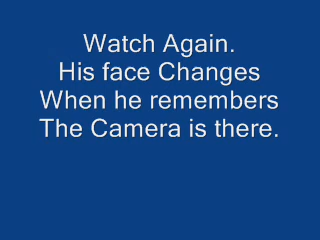 Watch Again.
His face Changes
When he remembers
The Camera is there.